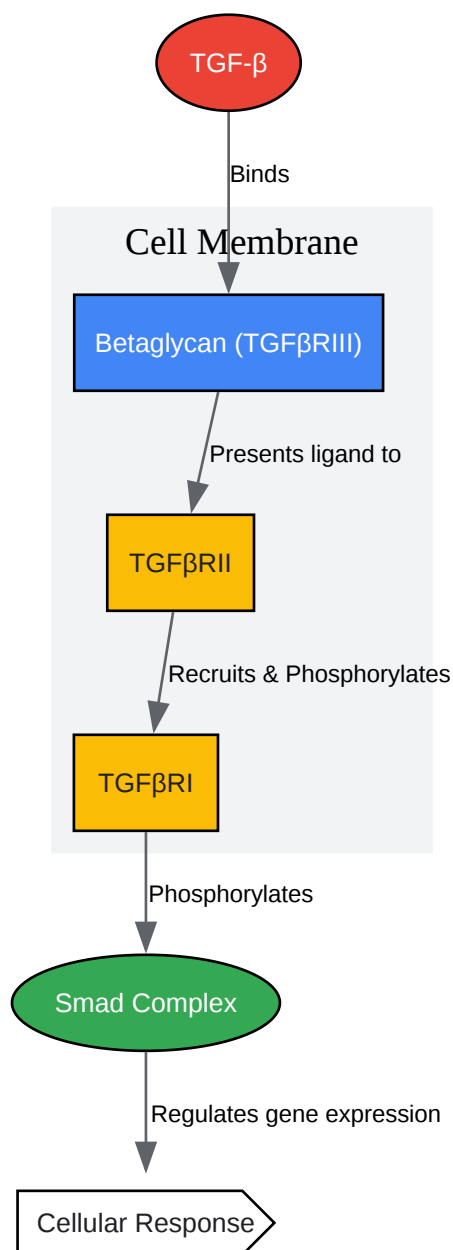 TGF-β
Binds
Cell Membrane
Betaglycan (TGFβRIII)
Presents ligand to
TGFβRII
Recruits & Phosphorylates
TGFβRI
Phosphorylates
Smad Complex
Regulates gene expression
Cellular Response